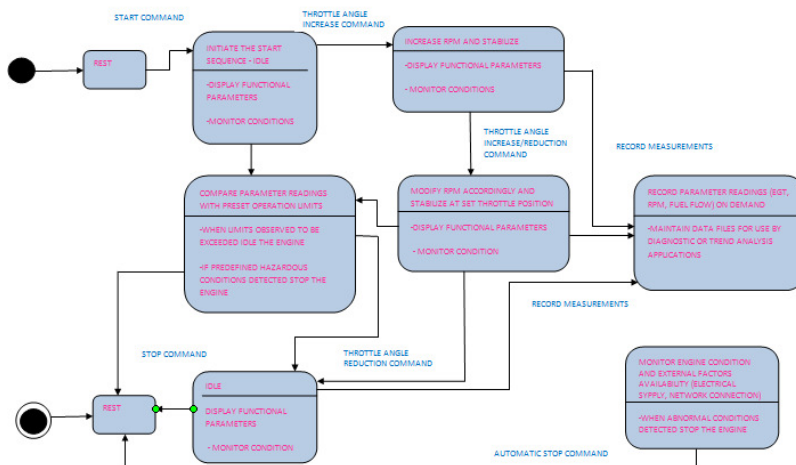 START COMMAND
THROTTLE ANGLE
INCREASE COMMAND
REST
INITIATE THE START
SEQUENCE - IDLE
-DISPLAY FUNCTIONAL
PARAMETERS
-MONITOR CONDITIONS
INCREASE RPM AND STABIUZE
-DISPLAY FUNCTIONAL PARAMETERS
- MONITOR CONDITIONS
THROTTLE ANGLE
INCREASE/REDUCTION
COMMAND
RECORD MEASUREMENTS
COMPARE PARAMETER READINGS
WITH PRESET OPERATION LIMITS
-WHEN LIMITS OBSERVED TO BE
EXCEEDED IDLE THE ENGINE
-IF PREDEFINED HAZARDOUS
CONDITIONS DETECTED STOP THE
ENGINE
MODIFY RPM ACCORDINGLY AND
STABIUZE AT SET THROTTLE POSITION
-DISPLAY FUNCTIONAL PARAMETERS
- MONITOR CONDITION
RECORD PARAMETER READINGS (EGT,
RPM, FUEL FLOW) ON DEMAND
-MAINTAIN DATA FILES FOR USE BY
DIAGNOSTIC OR TREND ANALYSIS
APPUCATIONS
RECORD MEASUREMENTS
STOP COMMAND
THROTTLE ANGLE
REDUCTION COMMAND
REST
IDLE
DISPLAY FUNCTIONAL
PARAMETERS
- MONITOR CONDITION
MONITOR ENGINE CONDITION
AND EXTERNAL FACTORS
AVAILABILITY (ELECTRICAL
SYPPLY, NETWORK CONNECTION)
-WHEN ABNORMAL CONDITIONS
DETECTED STOP THE ENGINE
AUTOMATIC STOP COMMAND